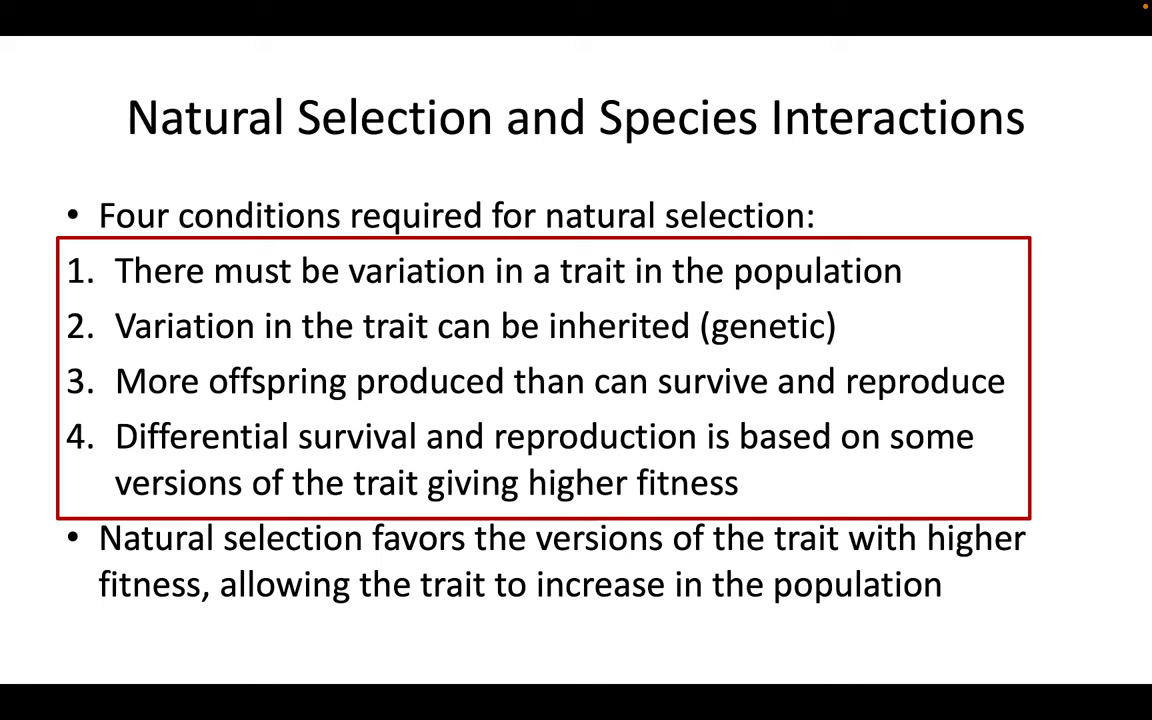 Natural Selection and Species Interactions
• Four conditions required for natural selection:
1. There must be variation in a trait in the population
2. Variation in the trait can be inherited (genetic)
3. More offspring produced than can survive and reproduce
4. Differential survival and reproduction is based on some
versions of the trait giving higher fitness
• Natural selection favors the versions of the trait with higher
fitness, allowing the trait to increase in the population